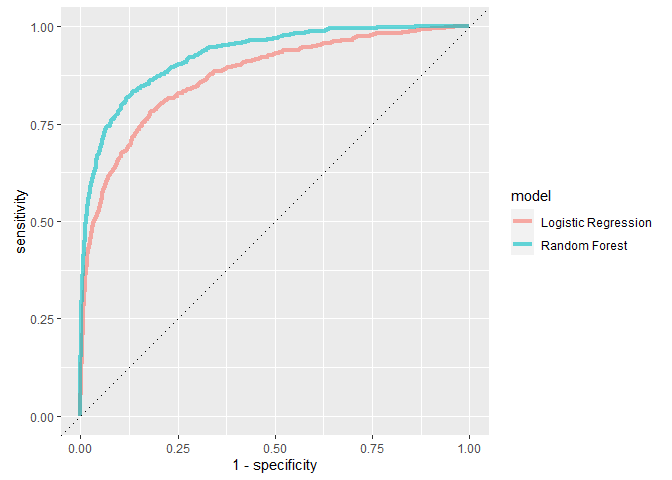 1.00
0.75
0.50
0.25
0.00
sensitivity
0.00 0.25 0.50 0.75 1.00
1 - specificity
model
Logistic Regression
Random Forest